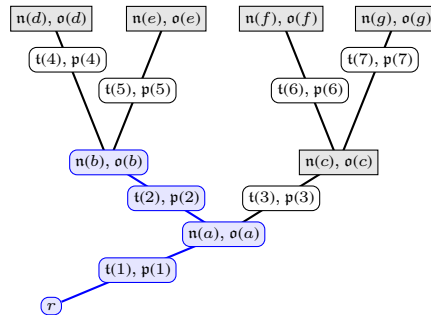 𝔫(d), 𝔬(d) 𝔫(e), 𝔬(e) 𝔫(f), 𝔬(f) 𝔫(g), 𝔬(g)
𝔱(4), 𝔭(4) 𝔱(5), 𝔭(5) 𝔱(6), 𝔭(6) 𝔱(7), 𝔭(7)
𝔫(b), 𝔬(b) 𝔫(c), 𝔬(c)
𝔱(2), 𝔭(2) 𝔱(3), 𝔭(3)
𝔫(a), 𝔬(a)
𝔱(1), 𝔭(1)
r